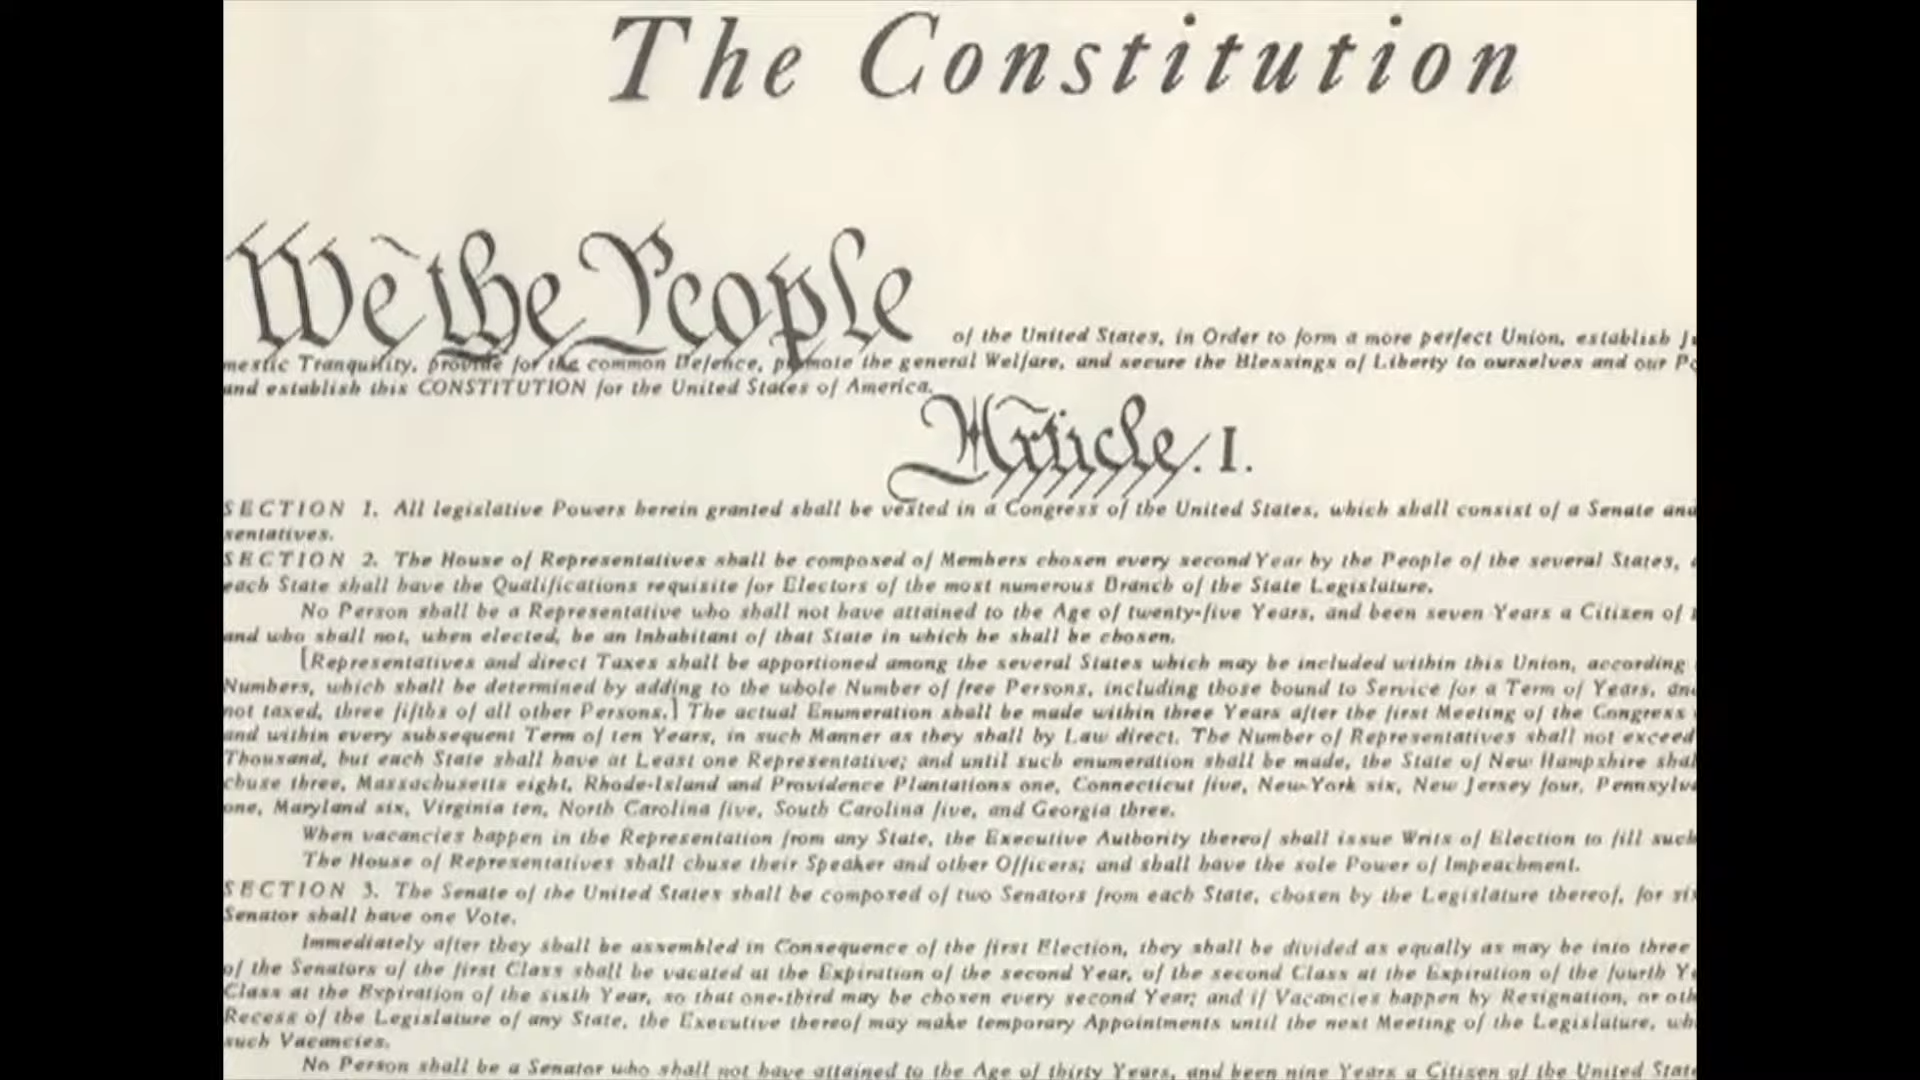 The Constitution
We the People
of the United States, in Order to form a more perfect Union, establish
mestic Tranquility, provide for the common Defence, promote the general Welfare, and secure the Blessings of Liberty to ourselves and our
and establish this CONSTITUTION for the United States of America.
Article. I.
SECTION 1. All legislative Powers herein granted shall be vested in a Congress of the United States, which shall consist of a Senate and
sentatives.
SECTION 2. The House of Representatives shall be composed of Members chosen every second Year by the People of the several States,
each State shall have the Qualifications requisite for Electors of the most numerous Branch of the State Legislature.
No Person shall be a Representative who shall not have attained to the Age of twenty-five Years, and been seven Years a Citizen of
and who shall not, when elected, be an Inhabitant of that State in which he shall be chosen.
[Representatives and direct Taxes shall be apportioned among the several States which may be included within this Union, according
Numbers, which shall be determined by adding to the whole Number of free Persons, including those bound to Service for a Term of Years, and
not taxed, three fifths of all other Persons.] The actual Enumeration shall be made within three Years after the first Meeting of the Congress
and within every subsequent Term of ten Years, in such Manner as they shall by Law direct. The Number of Representatives shall not exceed
Thousand, but each State shall have at Least one Representative; and until such enumeration shall be made, the State of New Hampshire shal
chuse three, Massachusetts eight, Rhode-Island and Providence Plantations one, Connecticut five, New-York six, New Jersey four, Pennsylv
one, Maryland six, Virginia ten, North Carolina five, South Carolina five, and Georgia three.
When vacancies happen in the Representation from any State, the Executive Authority thereof shall issue Writs of Election to fill such
The House of Representatives shall chuse their Speaker and other Officers; and shall have the sole Power of Impeachment.
SECTION 3. The Senate of the United States shall be composed of two Senators from each State, chosen by the Legislature thereof, for six
Senator shall have one Vote.
Immediately after they shall be assembled in Consequence of the first Election, they shall be divided as equally as may be into three
of the Senators of the first Class shall be vacated at the Expiration of the second Year, of the second Class at the Expiration of the fourth Ye
Class at the Expiration of the sixth Year, so that one-third may be chosen every second Year; and if Vacancies happen by Resignation, or oth
Recess of the Legislature of any State, the Executive thereof may make temporary Appointments until the next Meeting of the Legislature, wh
such Vacancies.
No Person shall be a Senator who shall not have attained to the Age of thirty Years, and been nine Years a Citizen of the United State